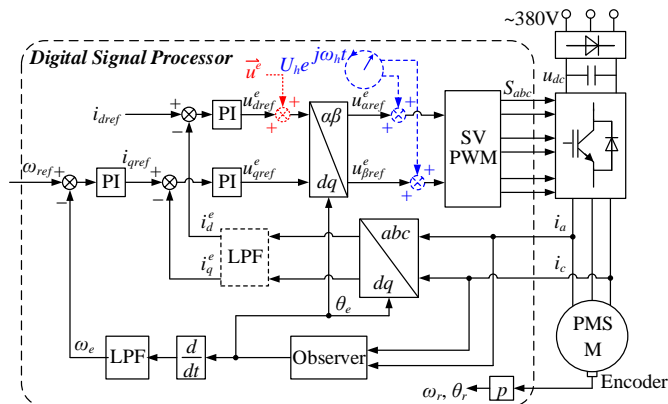 ~380V
Digital Signal Processor
u^e
U_h e^{jω_h t}
u_dc
i_dref
+
−
PI
u^e_dref
+
+
αβ
dq
u^e_αref
+
+
S_abc
SV
PWM
ω_ref
+
−
PI
i_qref
+
−
PI
u^e_qref
u^e_βref
+
+
i^e_d
i^e_q
LPF
abc
dq
i_a
i_c
θ_e
ω_e
LPF
d
dt
Observer
PMS
M
Encoder
ω_r, θ_r
p